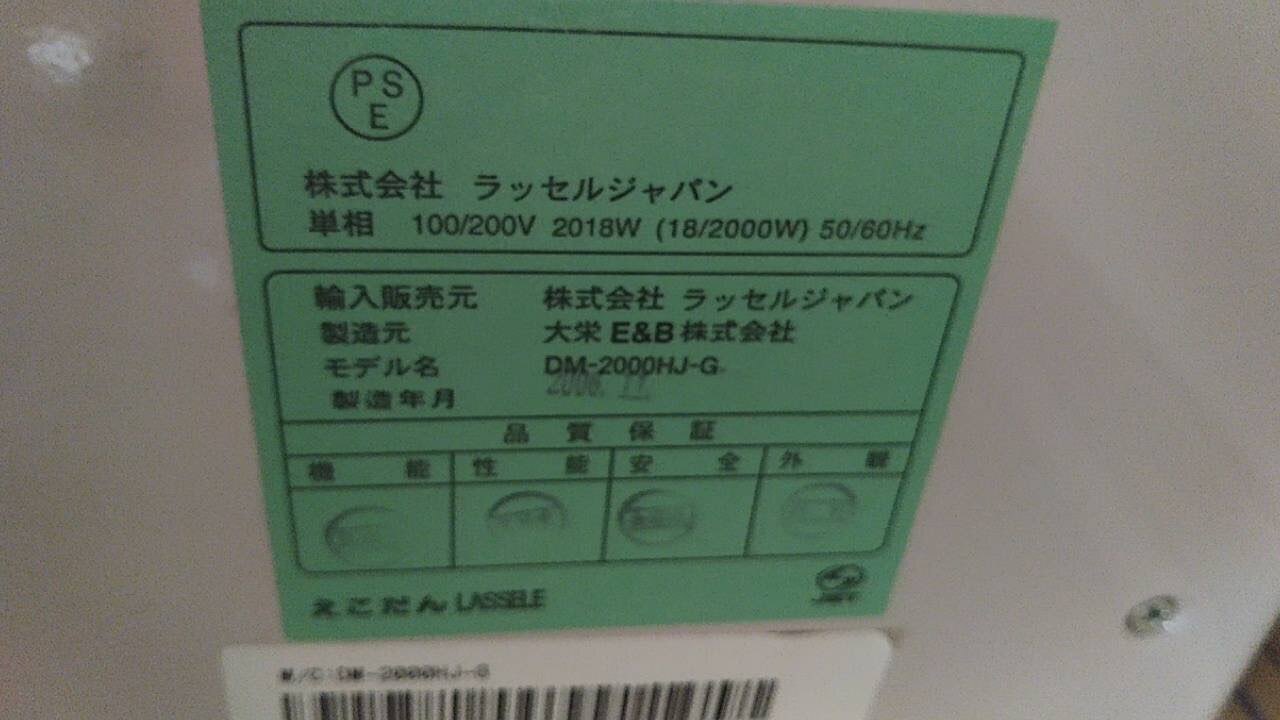 PS
E
株式会社 ラッセルジャパン
単相 100/200V 2018W (18/2000W) 50/60Hz
輸入販売元 株式会社 ラッセルジャパン
製造元 大栄 E&B 株式会社
モデル名 DM-2000HJ-G
製造年月
品質保証
機能 性能 安全 外観
えこだん LASSELE
M/C:DM-2000HJ-G